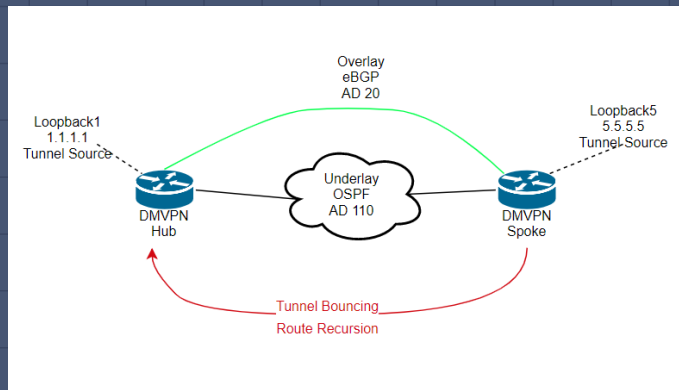 Overlay
eBGP
AD 20
Loopback1
1.1.1.1
Tunnel Source
Loopback5
5.5.5.5
Tunnel Source
Underlay
OSPF
AD 110
DMVPN
Hub
DMVPN
Spoke
Tunnel Bouncing
Route Recursion